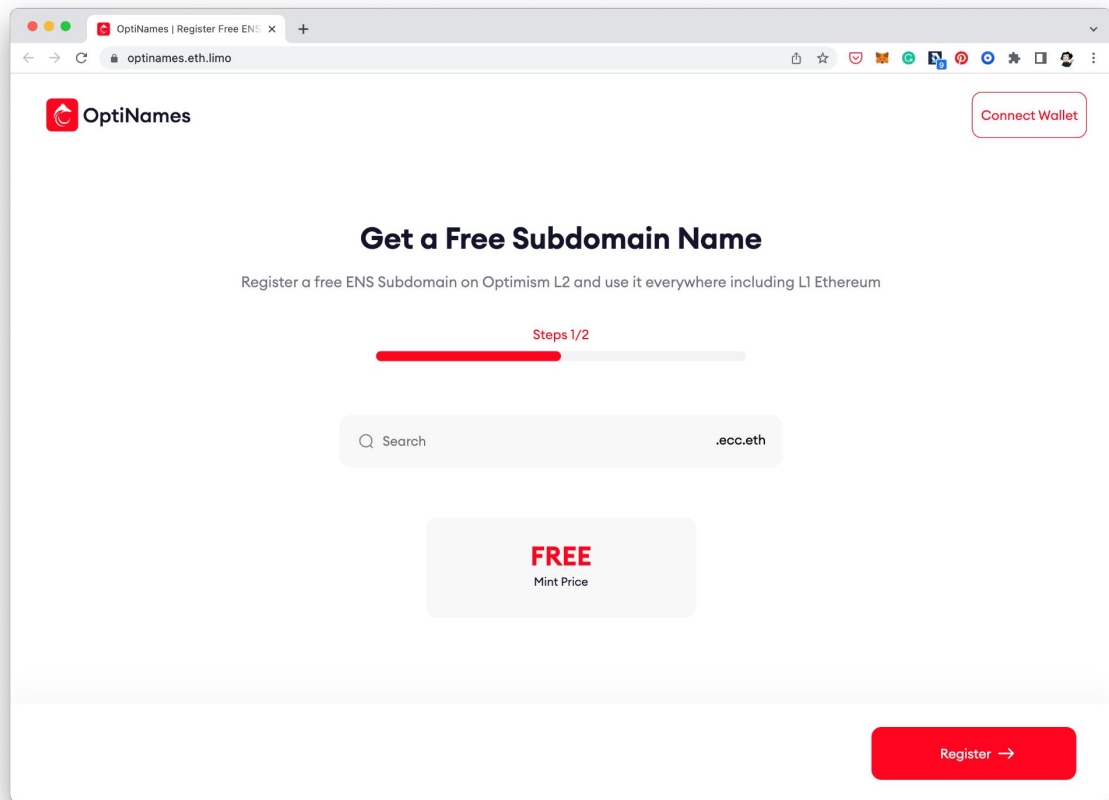 OptiNames | Register Free ENS
optinames.eth.limo
9
OptiNames
Connect Wallet
Get a Free Subdomain Name
Register a free ENS Subdomain on Optimism L2 and use it everywhere including L1 Ethereum
Steps 1/2
Search
.ecc.eth
FREE
Mint Price
Register →